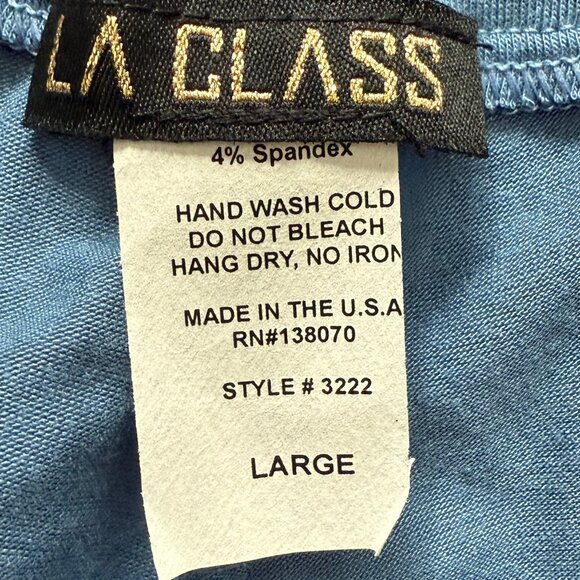 LA CLASS
4% Spandex
HAND WASH COLD
DO NOT BLEACH
HANG DRY, NO IRON
MADE IN THE U.S.A
RN#138070
STYLE # 3222
LARGE